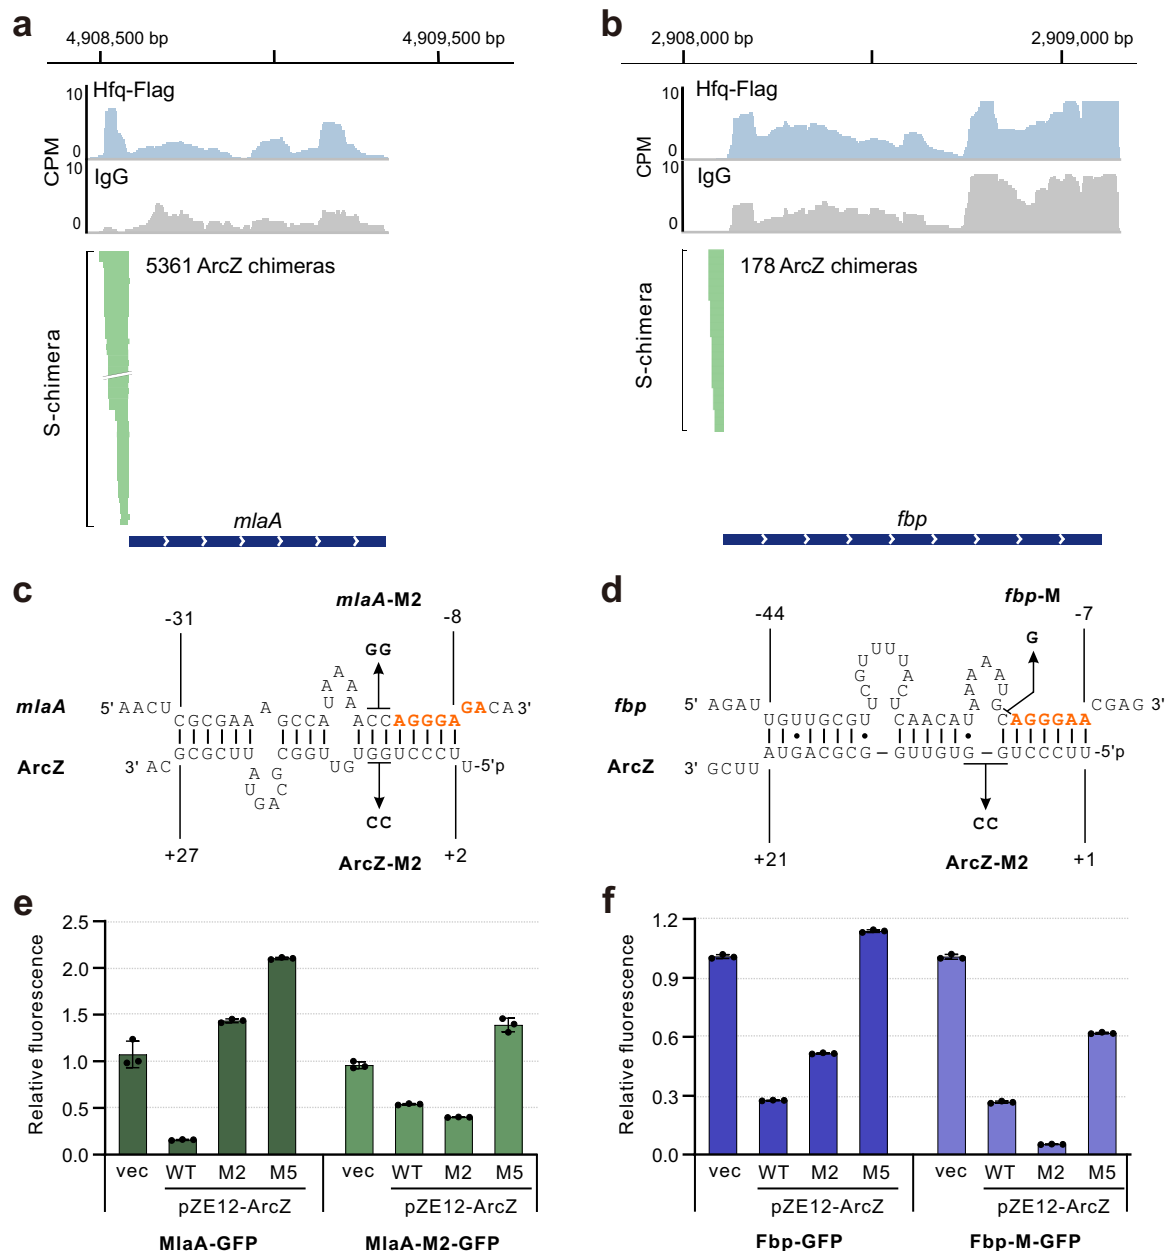 a
4,908,500 bp
4,909,500 bp
10
Hfq-Flag
0
CPM
10
IgG
0
5361 ArcZ chimeras
S-chimera
mlaA
b
2,908,000 bp
2,909,000 bp
10
Hfq-Flag
0
CPM
10
IgG
0
178 ArcZ chimeras
S-chimera
fbp
c
mlaA-M2
-31
-8
GG
mlaA
5' AACU CGCGAA A GCCA UAAAA ACC AGGGA GA CA 3'
ArcZ
3' AC GCGCUU AUGACG CGGU UG UGG UCCCU U-5'p
CC
+27
ArcZ-M2
+2
d
fbp-M
-44
-7
G
fbp
5' AGAU UGUUGCGU UCGUUUUACU CAACAU AAAAUG C AGGGAA CGAG 3'
ArcZ
3' GCUU AUGGACGCG – GUUGUG – GUCCCUU -5'p
CC
+21
ArcZ-M2
+1
e
2.5
2.0
1.5
1.0
0.5
0.0
Relative fluorescence
vec WT M2 M5 vec WT M2 M5
pZE12-ArcZ pZE12-ArcZ
MlaA-GFP MlaA-M2-GFP
f
1.2
0.9
0.6
0.3
0.0
Relative fluorescence
vec WT M2 M5 vec WT M2 M5
pZE12-ArcZ pZE12-ArcZ
Fbp-GFP Fbp-M-GFP